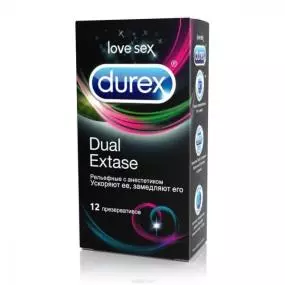 love sex
durex
Dual
Extase
Рельефные с анестетиком
Ускоряют ее, замедляют его
12 презервативов